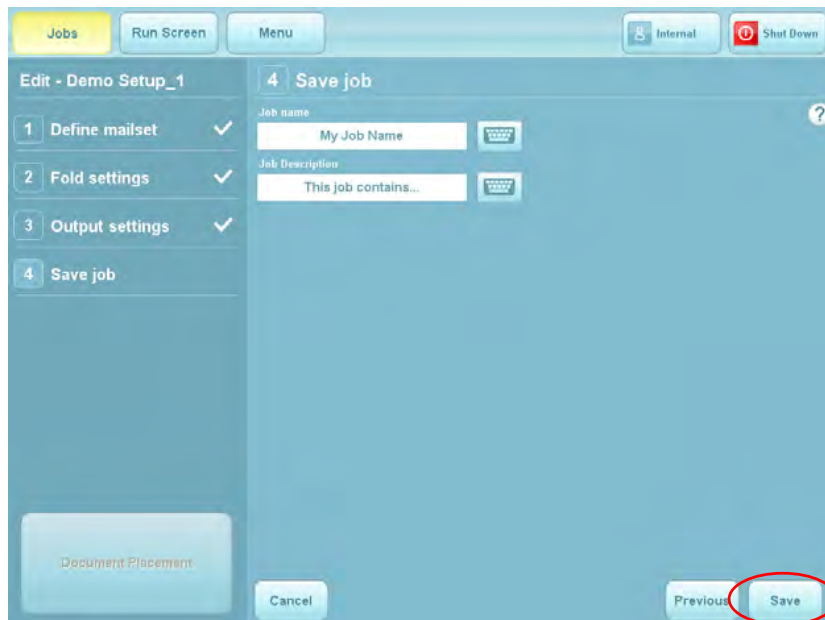 Jobs
Run Screen
Menu
Internal
Shut Down
Edit - Demo Setup_1
4 Save job
1 Define mailset
2 Fold settings
3 Output settings
4 Save job
Job name
My Job Name
Job Description
This job contains...
?
Document Placement
Cancel
Previous
Save